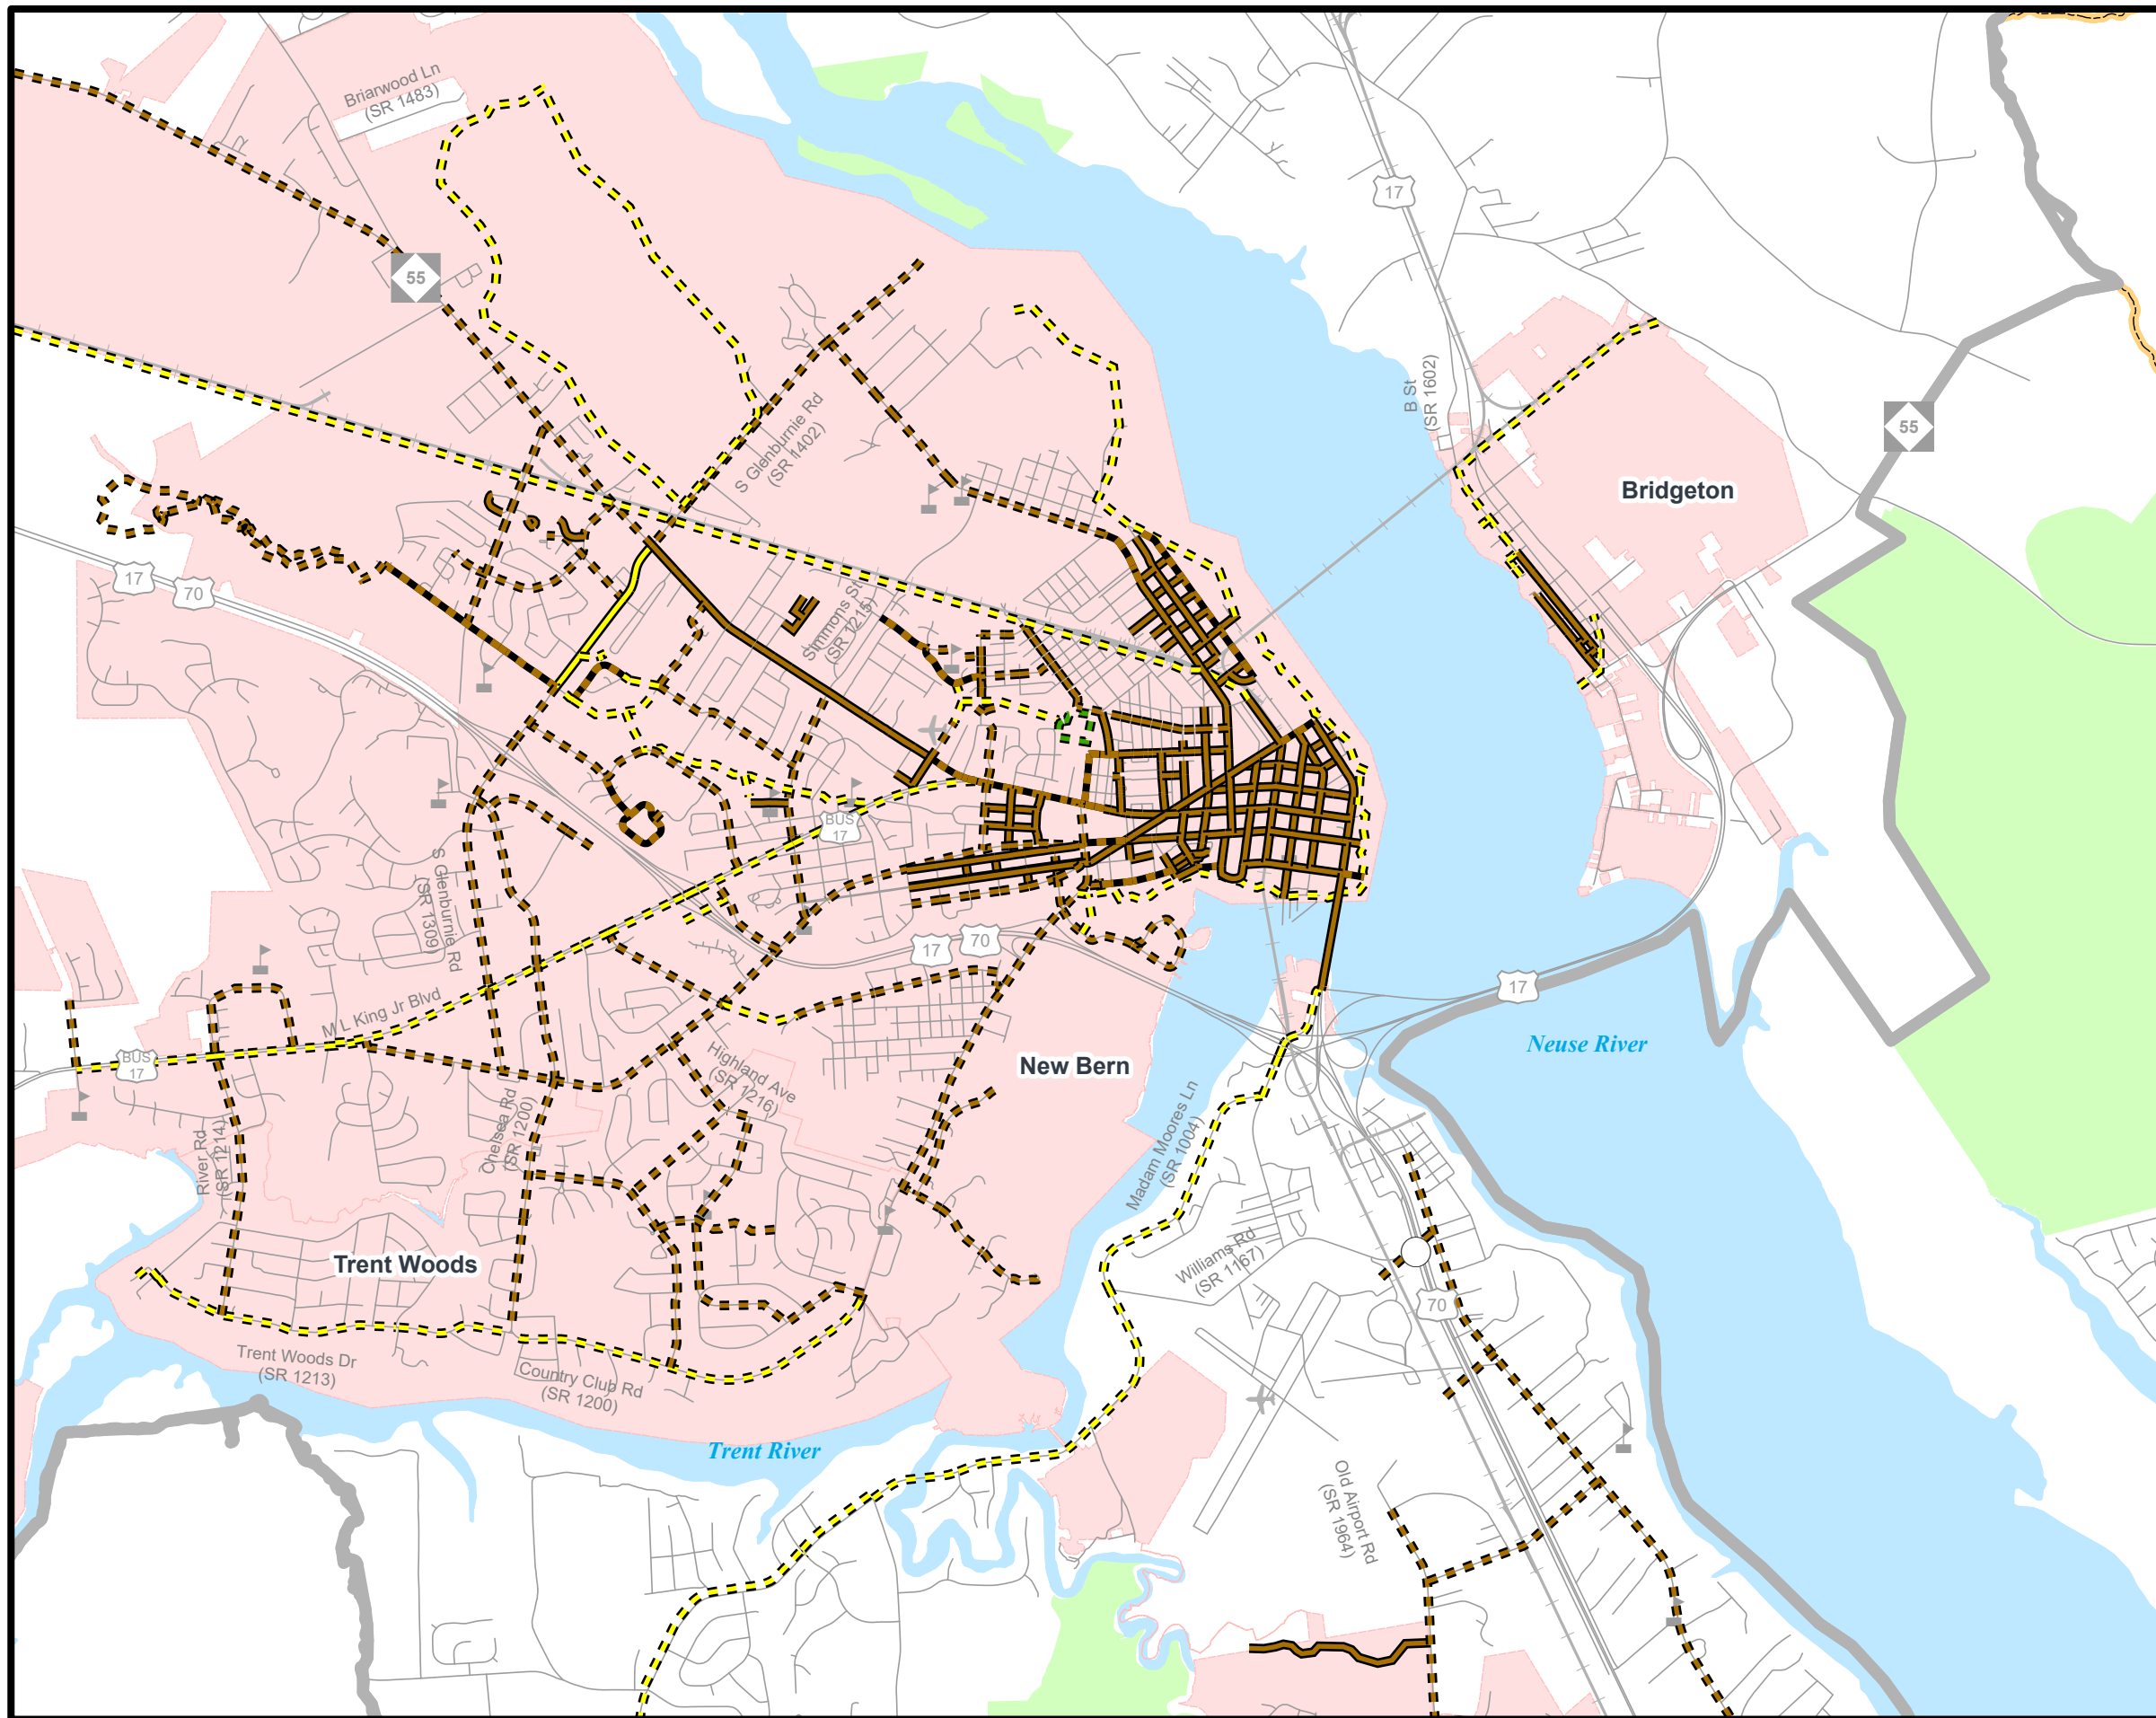 Briarwood Ln
(SR 1483)
17
55
B St
(SR 1602)
55
S Glenburnie Rd
(SR 1402)
Bridgeton
17
70
Simmons St
(SR 1215)
BUS
17
S Glenburnie Rd
(SR 1309)
17
70
17
M L King Jr Blvd
BUS
17
Neuse River
New Bern
Highland Ave
(SR 1216)
Chelsea Rd
(SR 1200)
River Rd
(SR 1214)
Madam Moores Ln
(SR 1004)
Trent Woods
Williams Rd
(SR 1167)
70
Trent Woods Dr
(SR 1213)
Country Club Rd
(SR 1200)
Trent River
Old Airport Rd
(SR 1964)